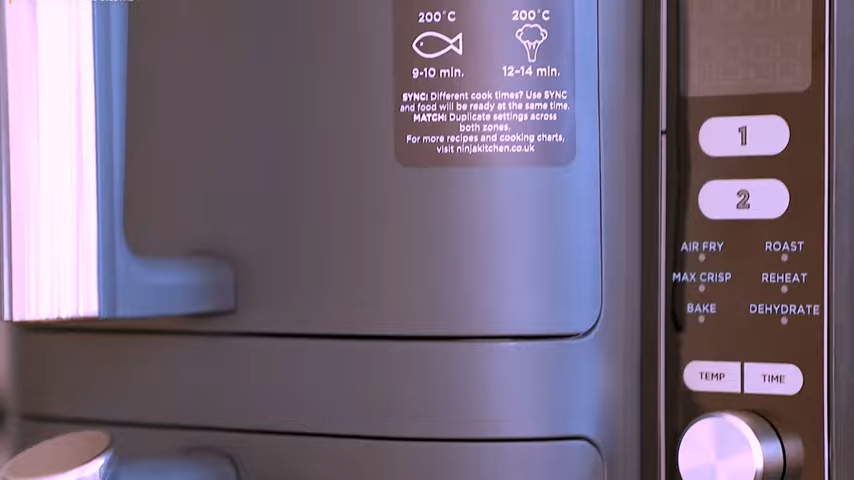 200°C 200°C
9-10 min. 12-14 min.
SYNC: Different cook times? Use SYNC
and food will be ready at the same time.
MATCH: Duplicate settings across
both zones.
For more recipes and cooking charts,
visit ninjakitchen.co.uk
1
2
AIR FRY ROAST
MAX CRISP REHEAT
BAKE DEHYDRATE
TEMP TIME